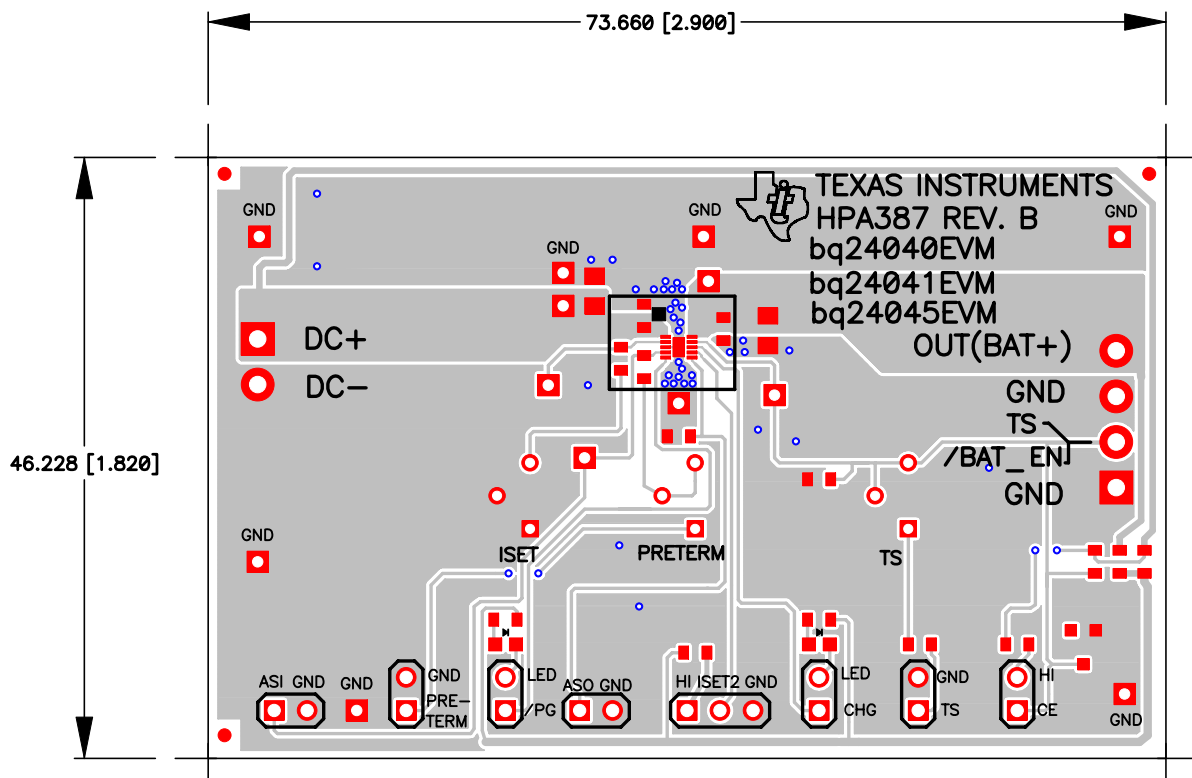 73.660 [2.900]
46.228 [1.820]
TEXAS INSTRUMENTS
HPA387 REV. B
bq24040EVM
bq24041EVM
bq24045EVM
GND
GND
GND
GND
DC+
DC-
OUT(BAT+)
GND
TS
/BAT_EN
GND
GND
ISET
PRETERM
TS
ASI GND
GND
GND
PRE-
TERM
LED
/PG
ASO GND
HI ISET2 GND
LED
CHG
GND
TS
HI
CE
GND